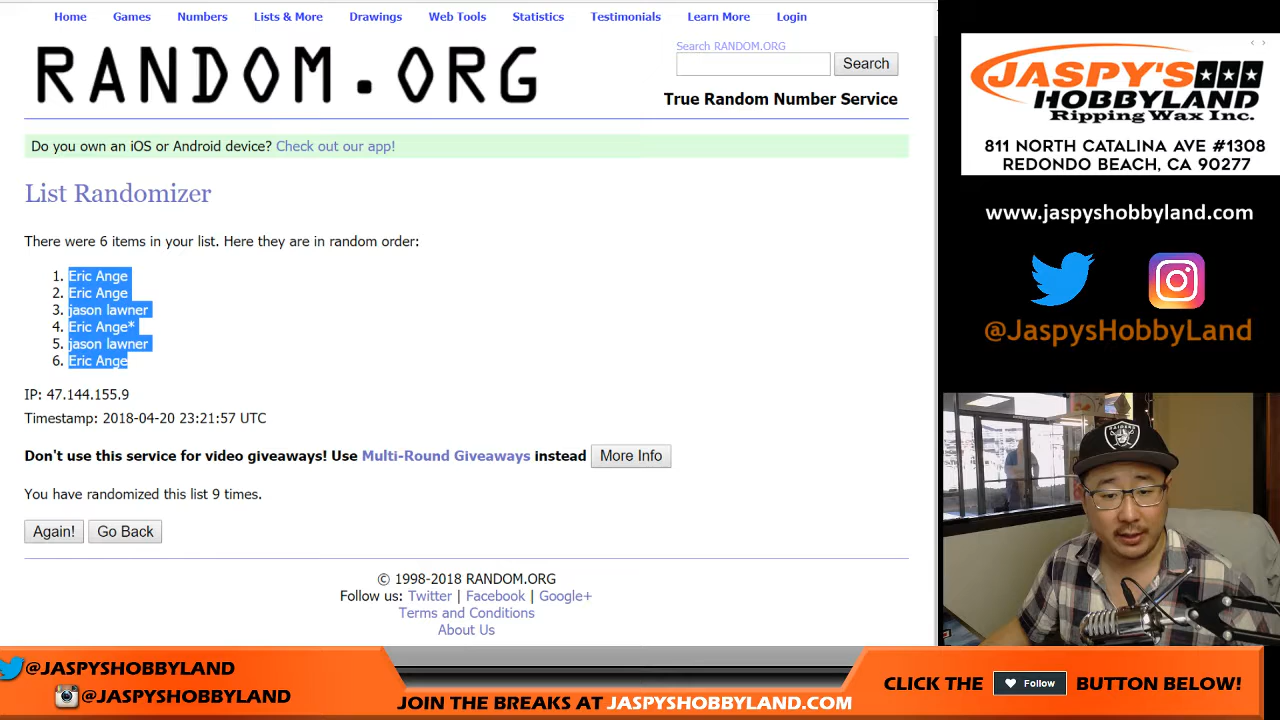 Home Games Numbers Lists & More Drawings Web Tools Statistics Testimonials Learn More Login
RANDOM.ORG
Search RANDOM.ORG
Search
True Random Number Service
Do you own an iOS or Android device? Check out our app!
List Randomizer
There were 6 items in your list. Here they are in random order:
1. Eric Ange
2. Eric Ange
3. jason lawner
4. Eric Ange*
5. jason lawner
6. Eric Ange
IP: 47.144.155.9
Timestamp: 2018-04-20 23:21:57 UTC
Don't use this service for video giveaways! Use Multi-Round Giveaways instead More Info
You have randomized this list 9 times.
Again! Go Back
© 1998-2018 RANDOM.ORG
Follow us: Twitter | Facebook | Google+
Terms and Conditions
About Us
JASPY'S
HOBBYLAND
Ripping Wax Inc.
811 NORTH CATALINA AVE #1308
REDONDO BEACH, CA 90277
www.jaspyshobbyland.com
@JaspysHobbyLand
RAIDERS
@JASPYSHOBBYLAND
@JASPYSHOBBYLAND
JOIN THE BREAKS AT JASPYSHOBBYLAND.COM
CLICK THE Follow BUTTON BELOW!